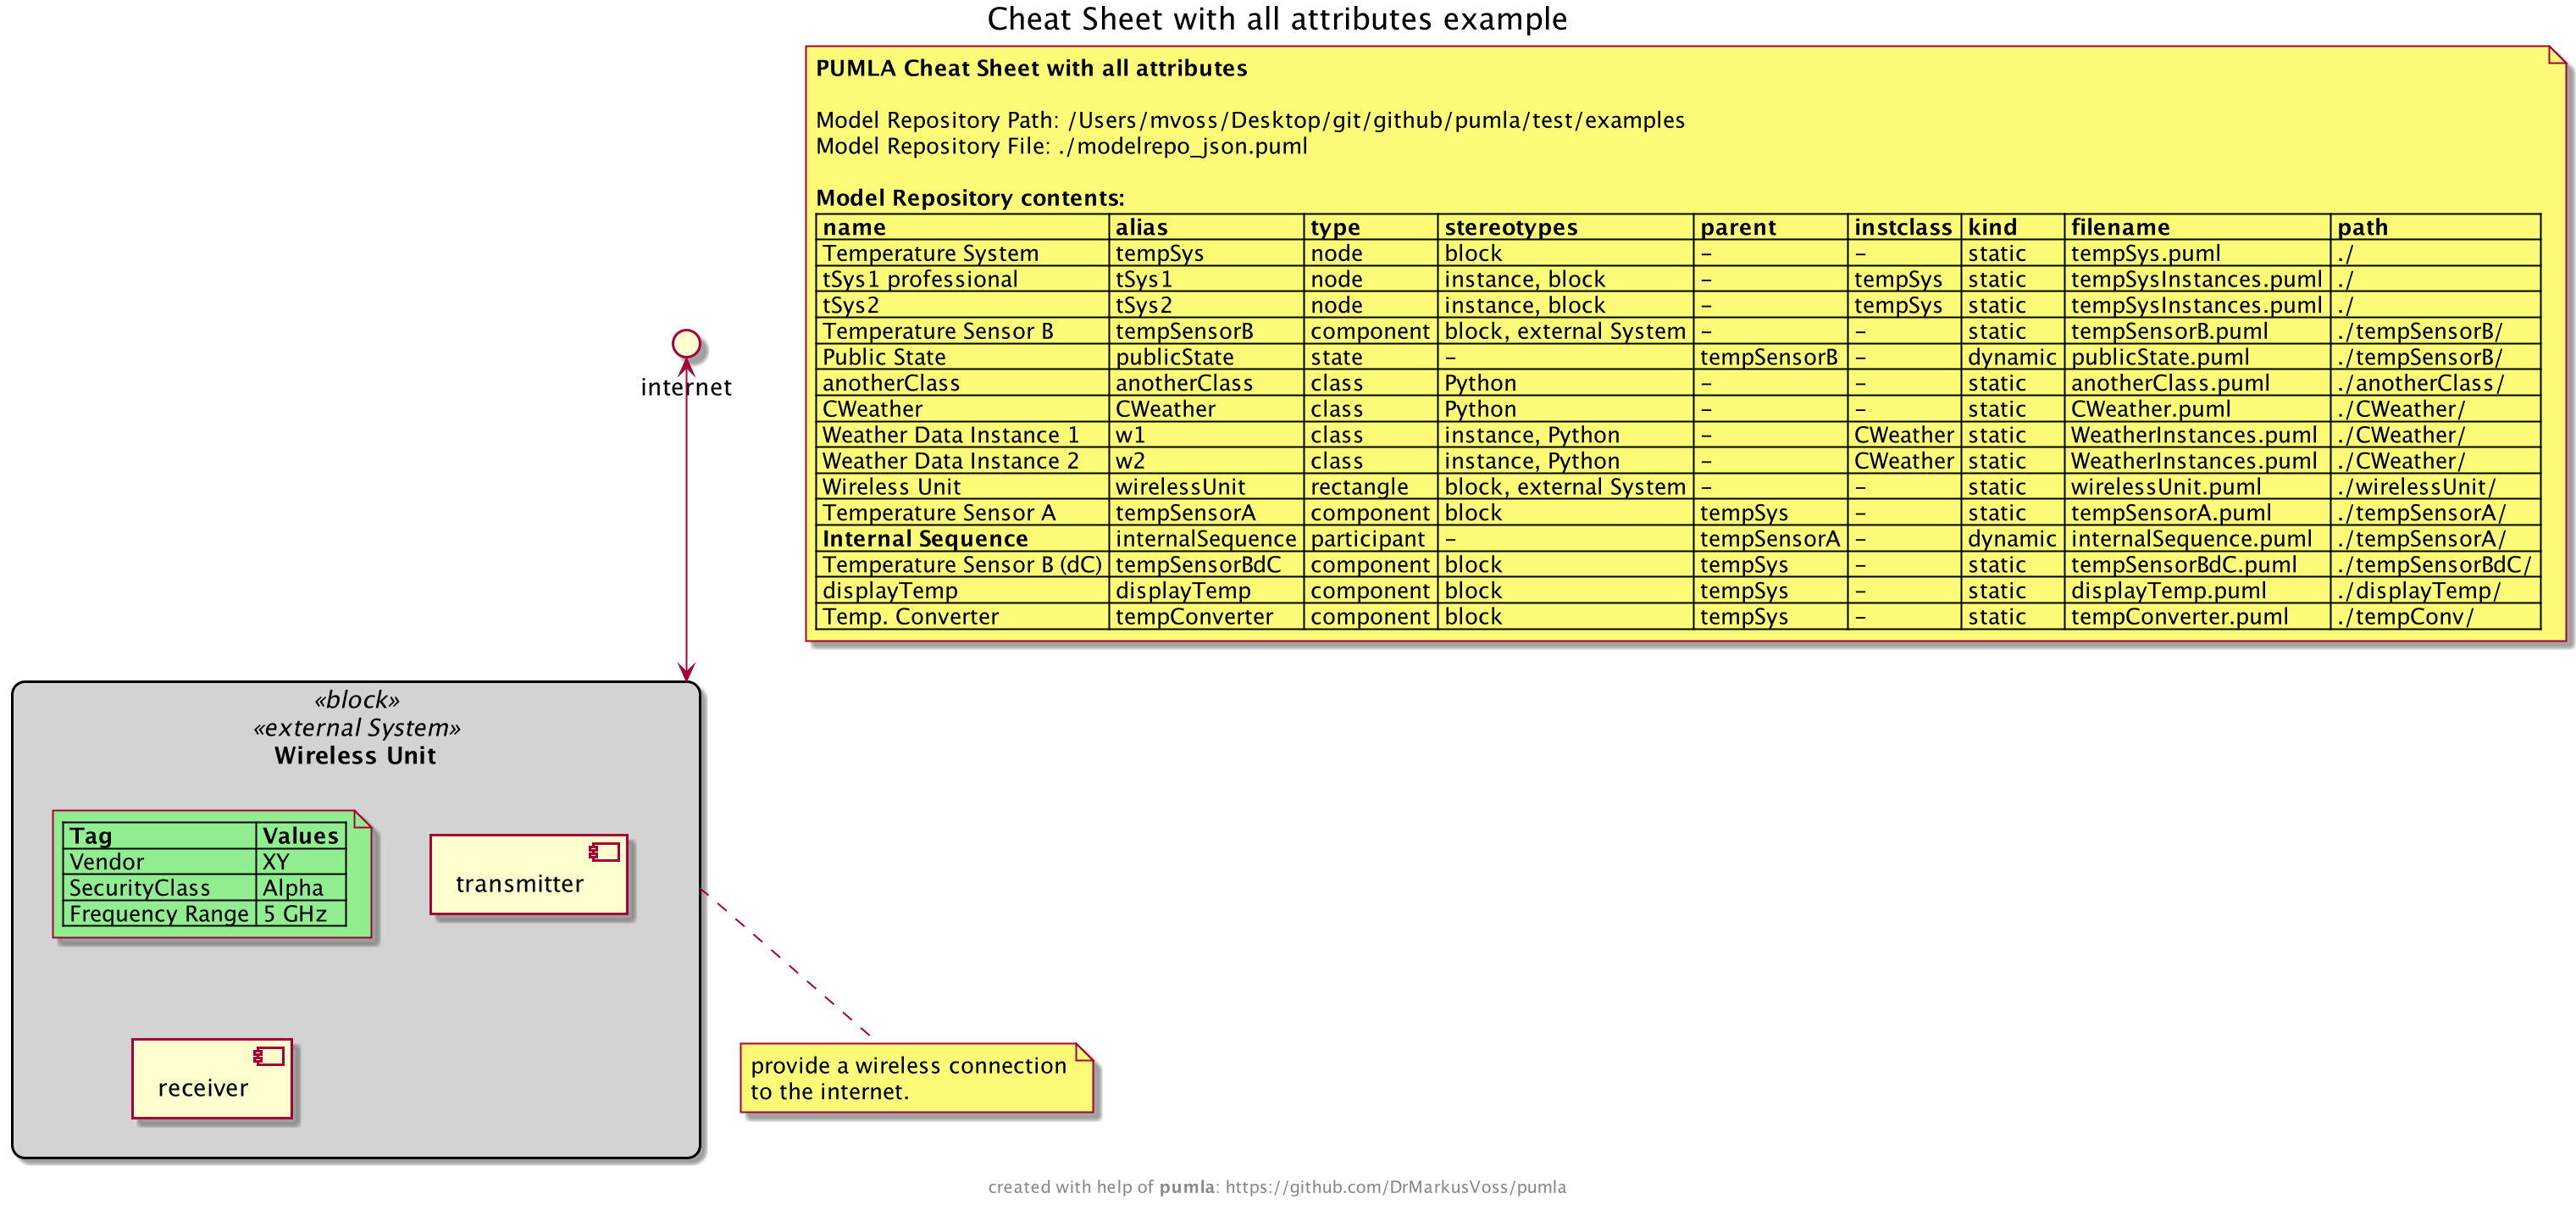 Cheat Sheet with all attributes example
PUMLA Cheat Sheet with all attributes
Model Repository Path: /Users/mvoss/Desktop/git/github/pumla/test/examples
Model Repository File: ./modelrepo_json.puml
Model Repository contents:
name alias type stereotypes parent instclass kind filename path
Temperature System tempSys node block – – static tempSys.puml ./
tSys1 professional tSys1 node instance, block – tempSys static tempSysInstances.puml ./
tSys2 tSys2 node instance, block – tempSys static tempSysInstances.puml ./
Temperature Sensor B tempSensorB component block, external System – – static tempSensorB.puml ./tempSensorB/
Public State publicState state – tempSensorB – dynamic publicState.puml ./tempSensorB/
anotherClass anotherClass class Python – – static anotherClass.puml ./anotherClass/
CWeather CWeather class Python – – static CWeather.puml ./CWeather/
Weather Data Instance 1 w1 class instance, Python – CWeather static WeatherInstances.puml ./CWeather/
Weather Data Instance 2 w2 class instance, Python – CWeather static WeatherInstances.puml ./CWeather/
Wireless Unit wirelessUnit rectangle block, external System – – static wirelessUnit.puml ./wirelessUnit/
Temperature Sensor A tempSensorA component block tempSys – static tempSensorA.puml ./tempSensorA/
Internal Sequence internalSequence participant – tempSensorA – dynamic internalSequence.puml ./tempSensorA/
Temperature Sensor B (dC) tempSensorBdC component block tempSys – static tempSensorBdC.puml ./tempSensorBdC/
displayTemp displayTemp component block tempSys – static displayTemp.puml ./displayTemp/
Temp. Converter tempConverter component block tempSys – static tempConverter.puml ./tempConv/
internet
«block»
«external System»
Wireless Unit
Tag Values
Vendor XY
SecurityClass Alpha
Frequency Range 5 GHz
transmitter
receiver
provide a wireless connection
to the internet.
created with help of pumla: https://github.com/DrMarkusVoss/pumla